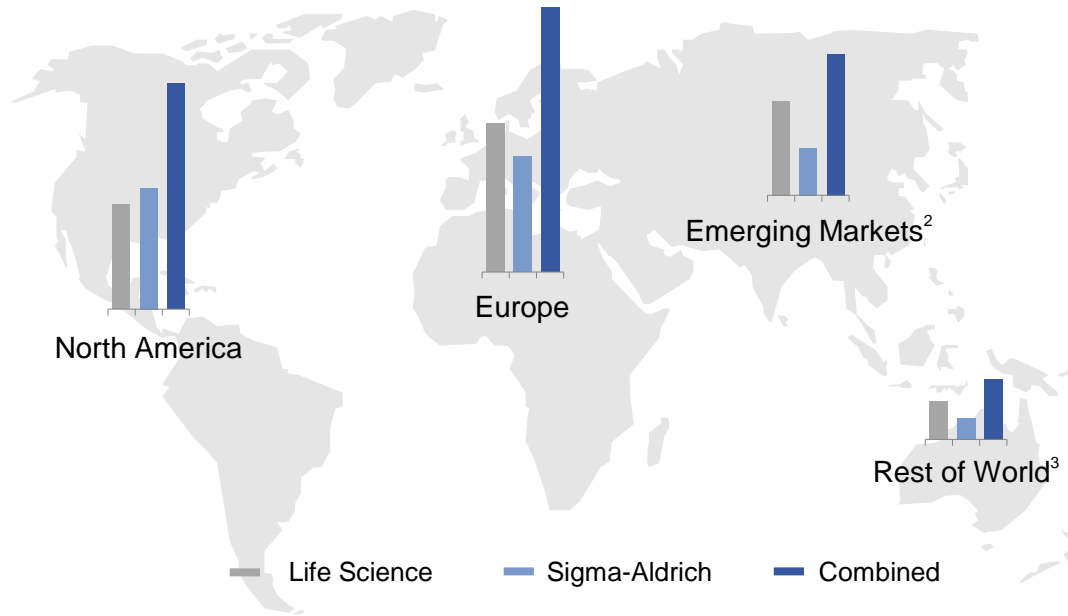 Emerging Markets²
Europe
North America
Rest of World³
Life Science
Sigma-Aldrich
Combined